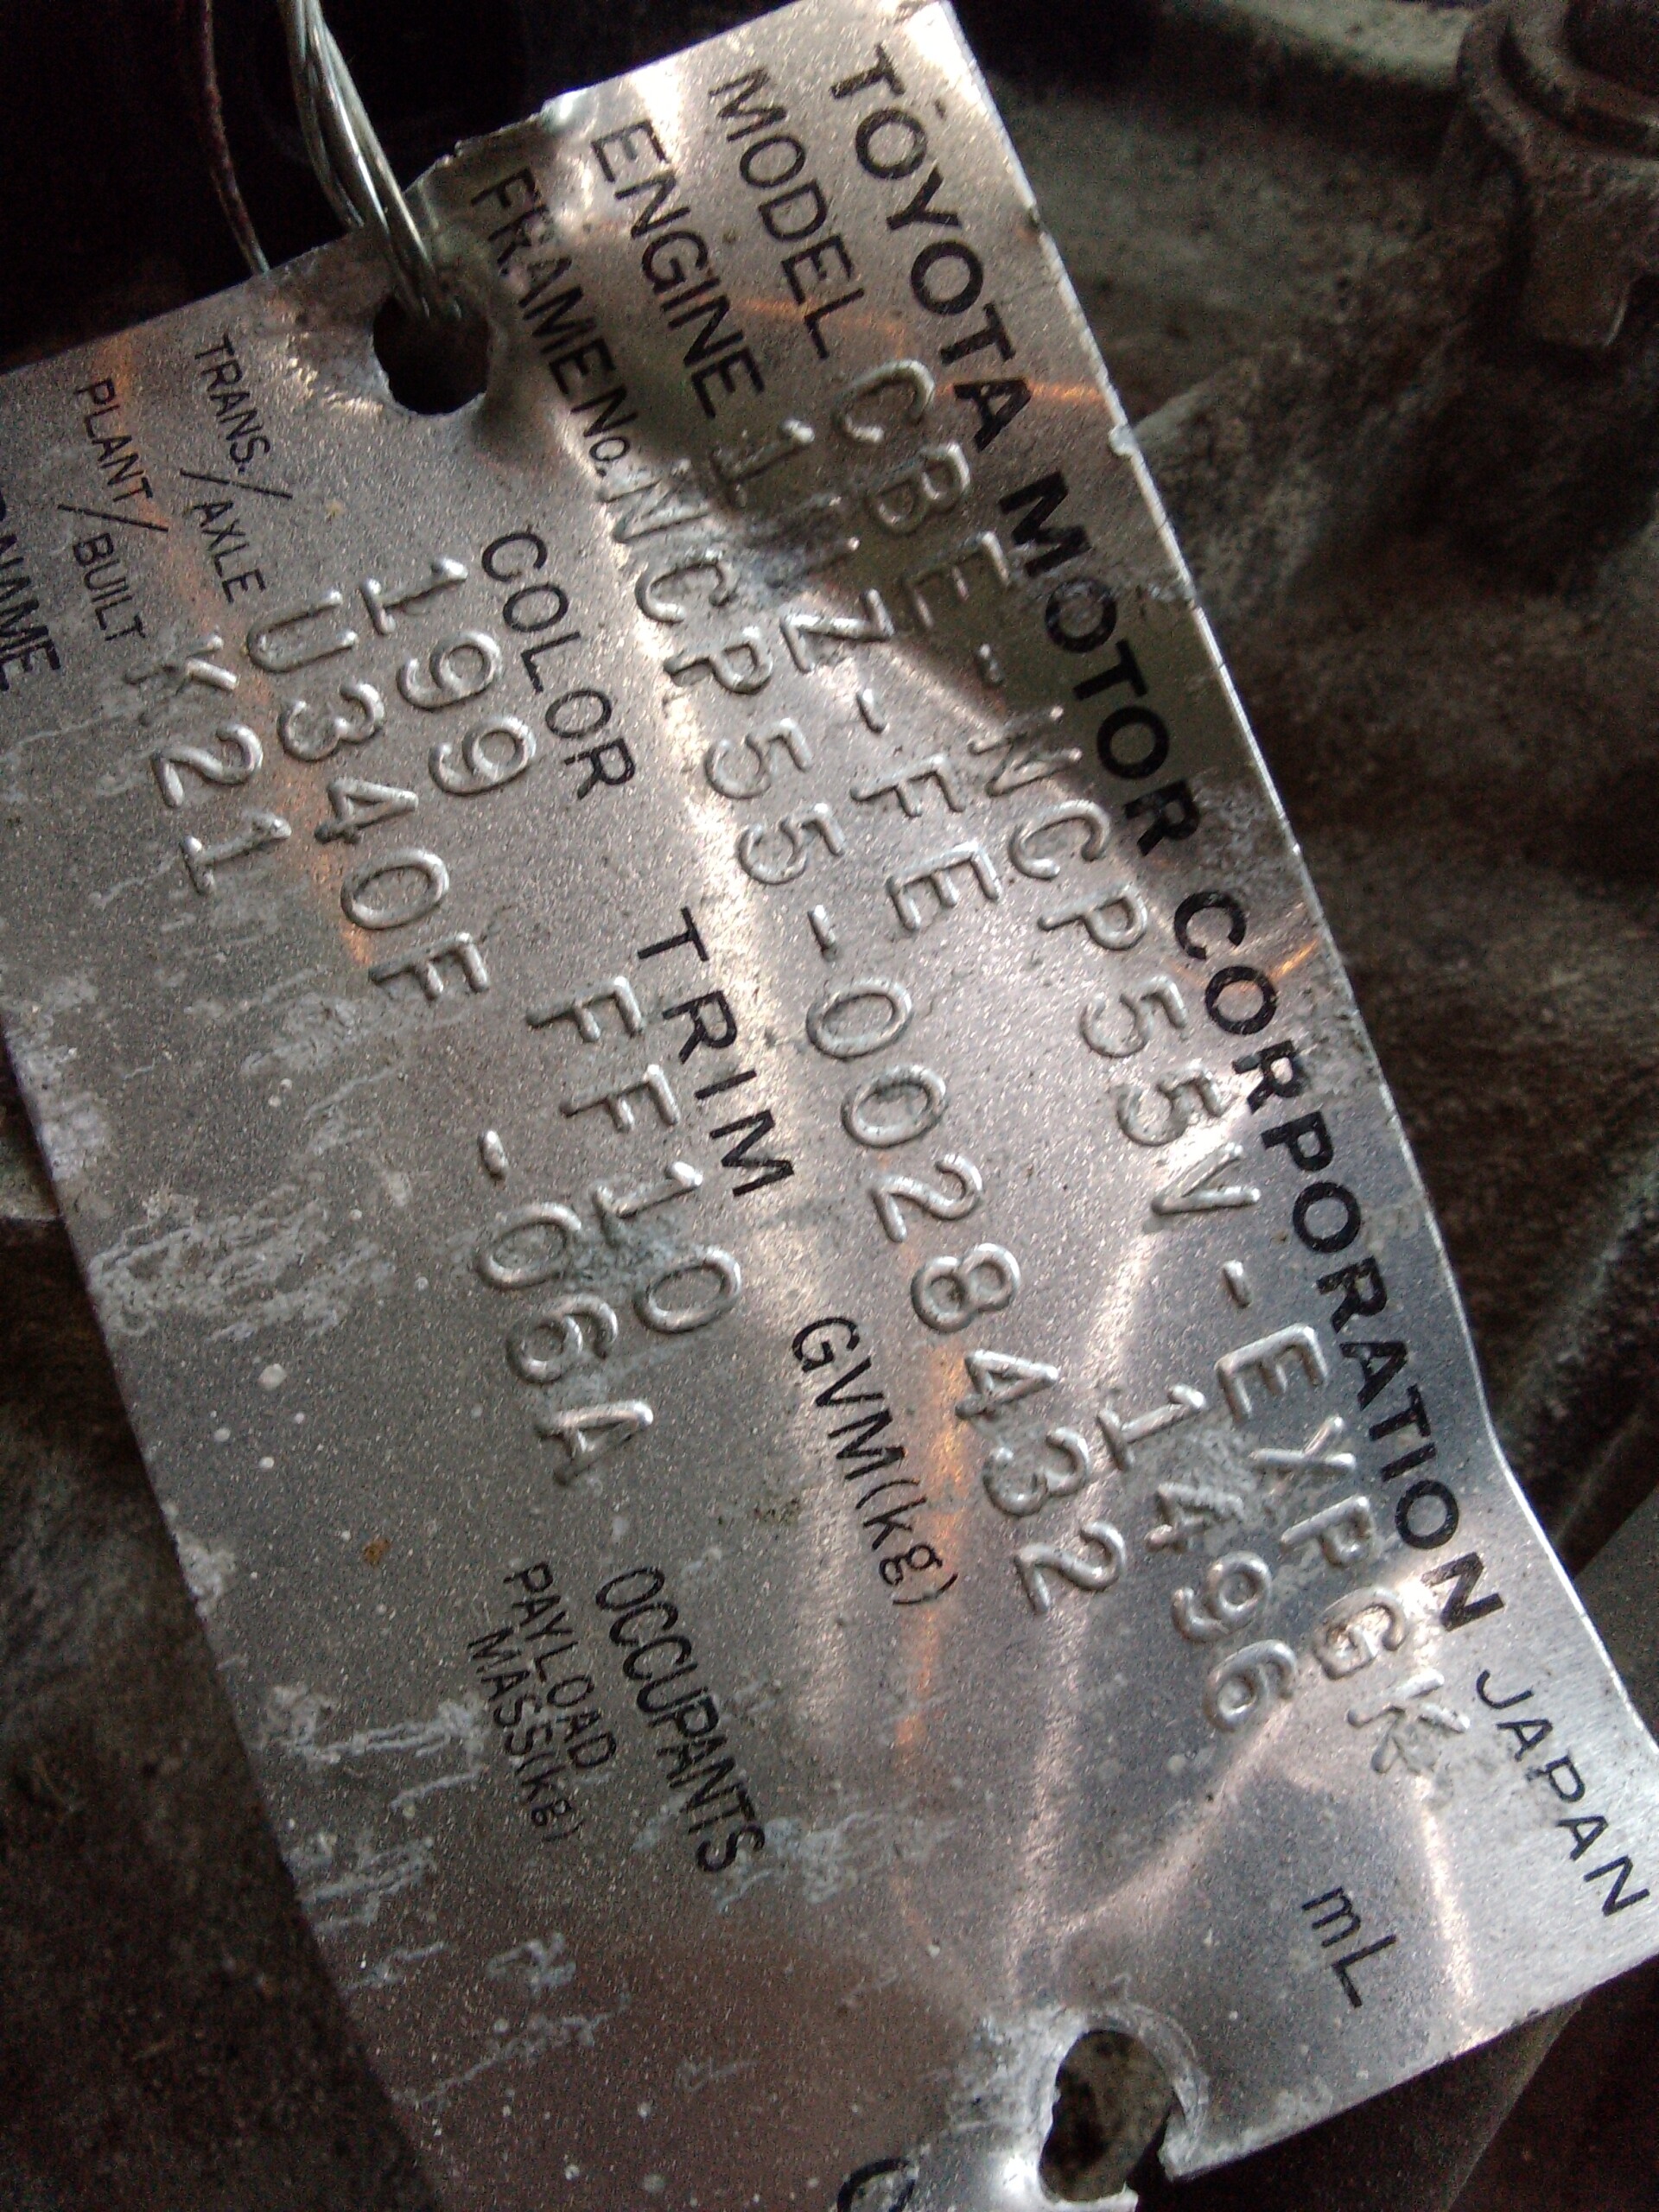 TOYOTA MOTOR CORPORATION JAPAN
MODEL CBE-NCP55V-EXPGK
ENGINE 1NZ-FE 1496 mL
FRAME No. NCP55-0028432
COLOR TRIM GVM(kg)
199 FF10 OCCUPANTS
TRANS./AXLE U340F -06A PAYLOAD MASS(kg)
PLANT/BUILT K21